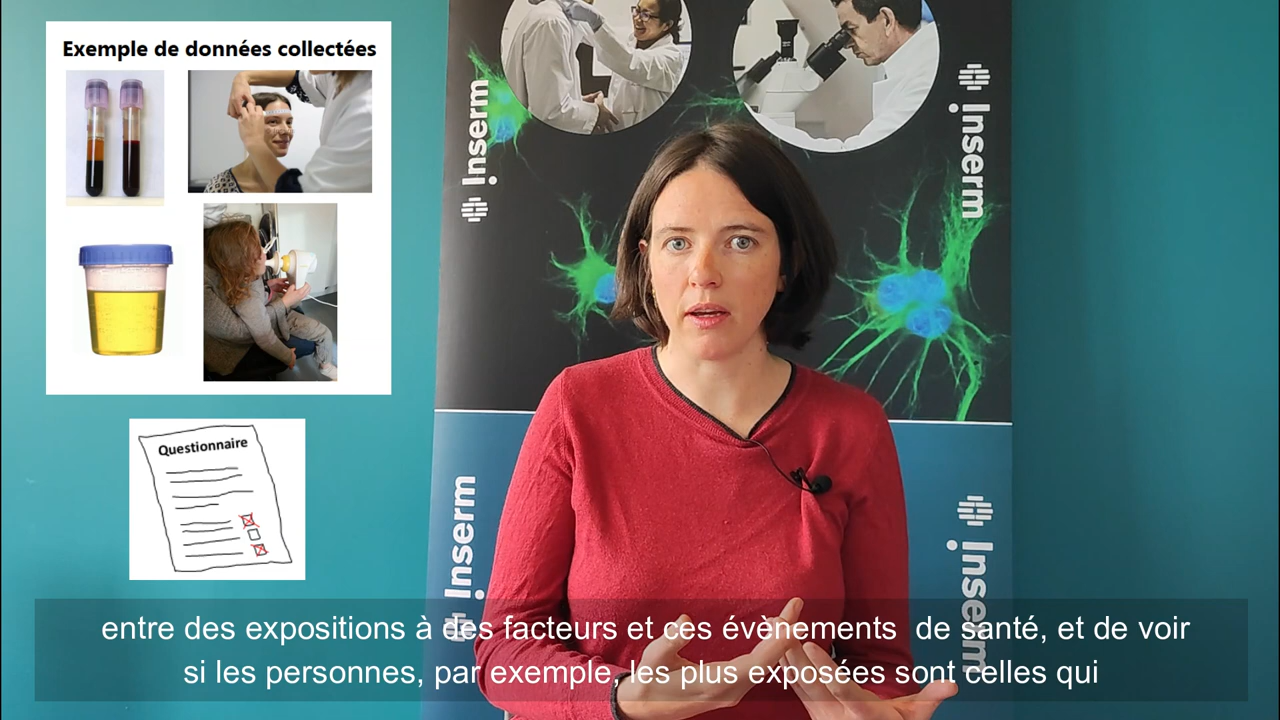 Exemple de données collectées
Questionnaire
Inserm
Inserm
Inserm
Inserm
entre des expositions à des facteurs et ces évènements  de santé, et de voir
si les personnes, par exemple, les plus exposées sont celles qui